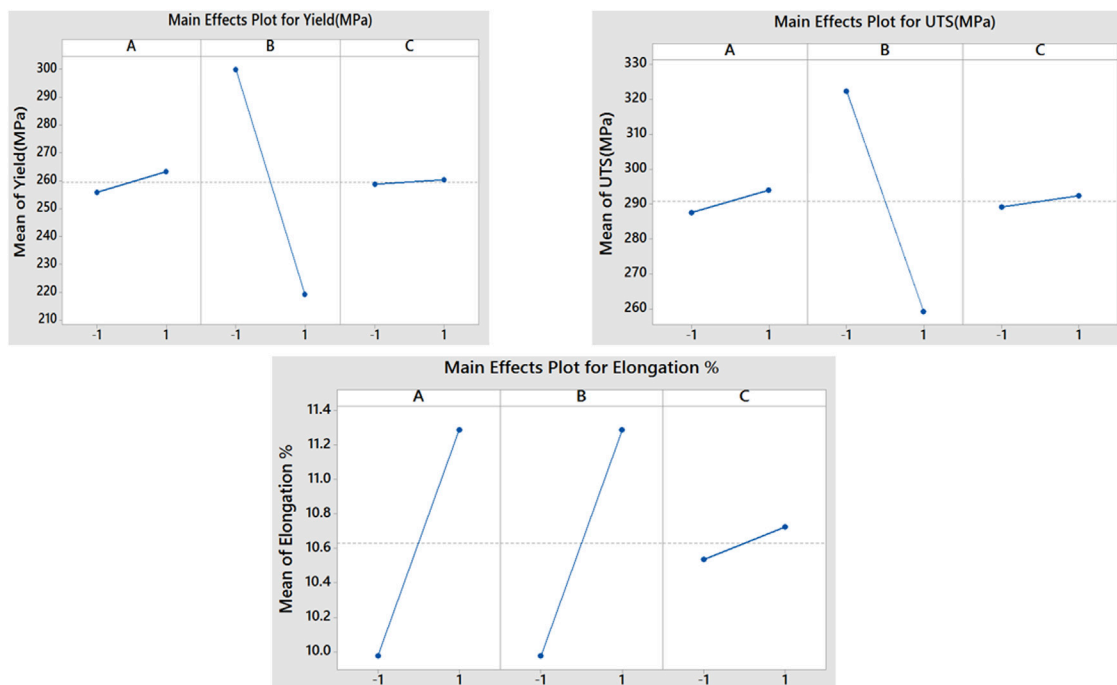 Main Effects Plot for Yield(MPa)
A B C
Mean of Yield(MPa)
300
290
280
270
260
250
240
230
220
210
-1 1 -1 1 -1 1
Main Effects Plot for UTS(MPa)
A B C
Mean of UTS(MPa)
330
320
310
300
290
280
270
260
-1 1 -1 1 -1 1
Main Effects Plot for Elongation %
A B C
Mean of Elongation %
11.4
11.2
11.0
10.8
10.6
10.4
10.2
10.0
-1 1 -1 1 -1 1